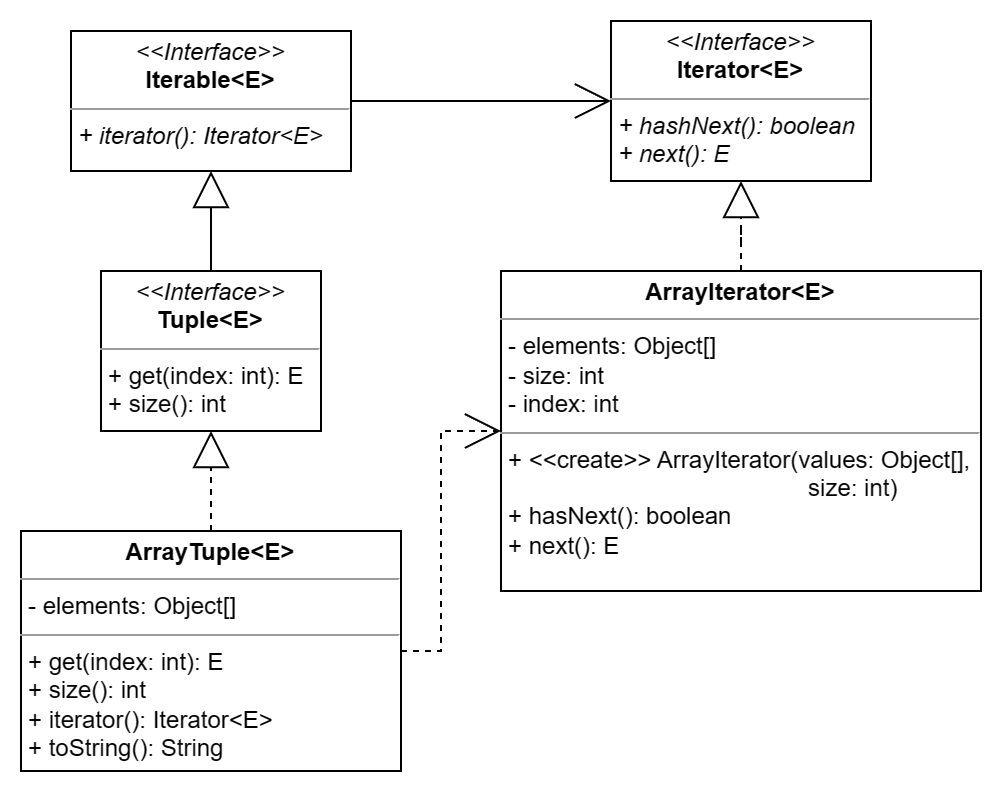 <<Interface>>
Iterable<E>
+ iterator(): Iterator<E>
<<Interface>>
Iterator<E>
+ hashNext(): boolean
+ next(): E
<<Interface>>
Tuple<E>
+ get(index: int): E
+ size(): int
ArrayIterator<E>
- elements: Object[]
- size: int
- index: int
+ <<create>> ArrayIterator(values: Object[],
size: int)
+ hasNext(): boolean
+ next(): E
ArrayTuple<E>
- elements: Object[]
+ get(index: int): E
+ size(): int
+ iterator(): Iterator<E>
+ toString(): String